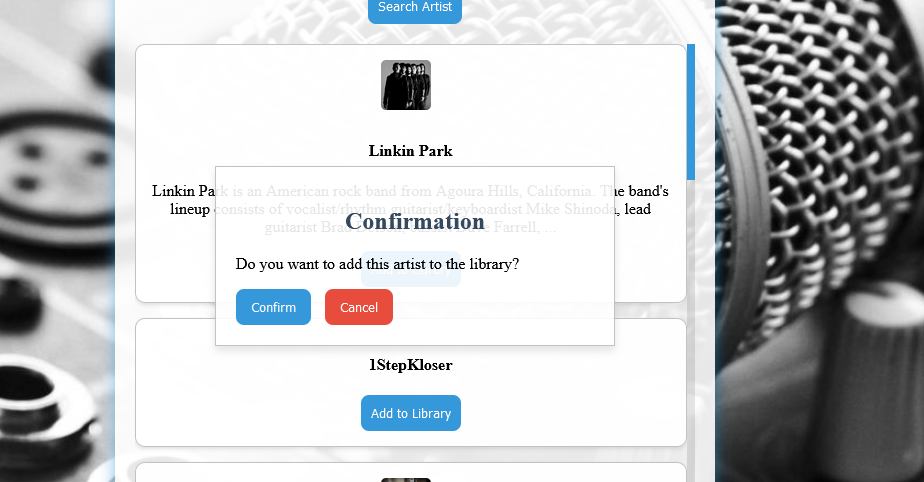 Search Artist
Linkin Park
Linkin Park is an American rock band from Agoura Hills, California. The band's
lineup consists of vocalist/rhythm guitarist/keyboardist Mike Shinoda, lead
guitarist Brad Farrell, ...
Confirmation
Do you want to add this artist to the library?
Confirm
Cancel
1StepKloser
Add to Library